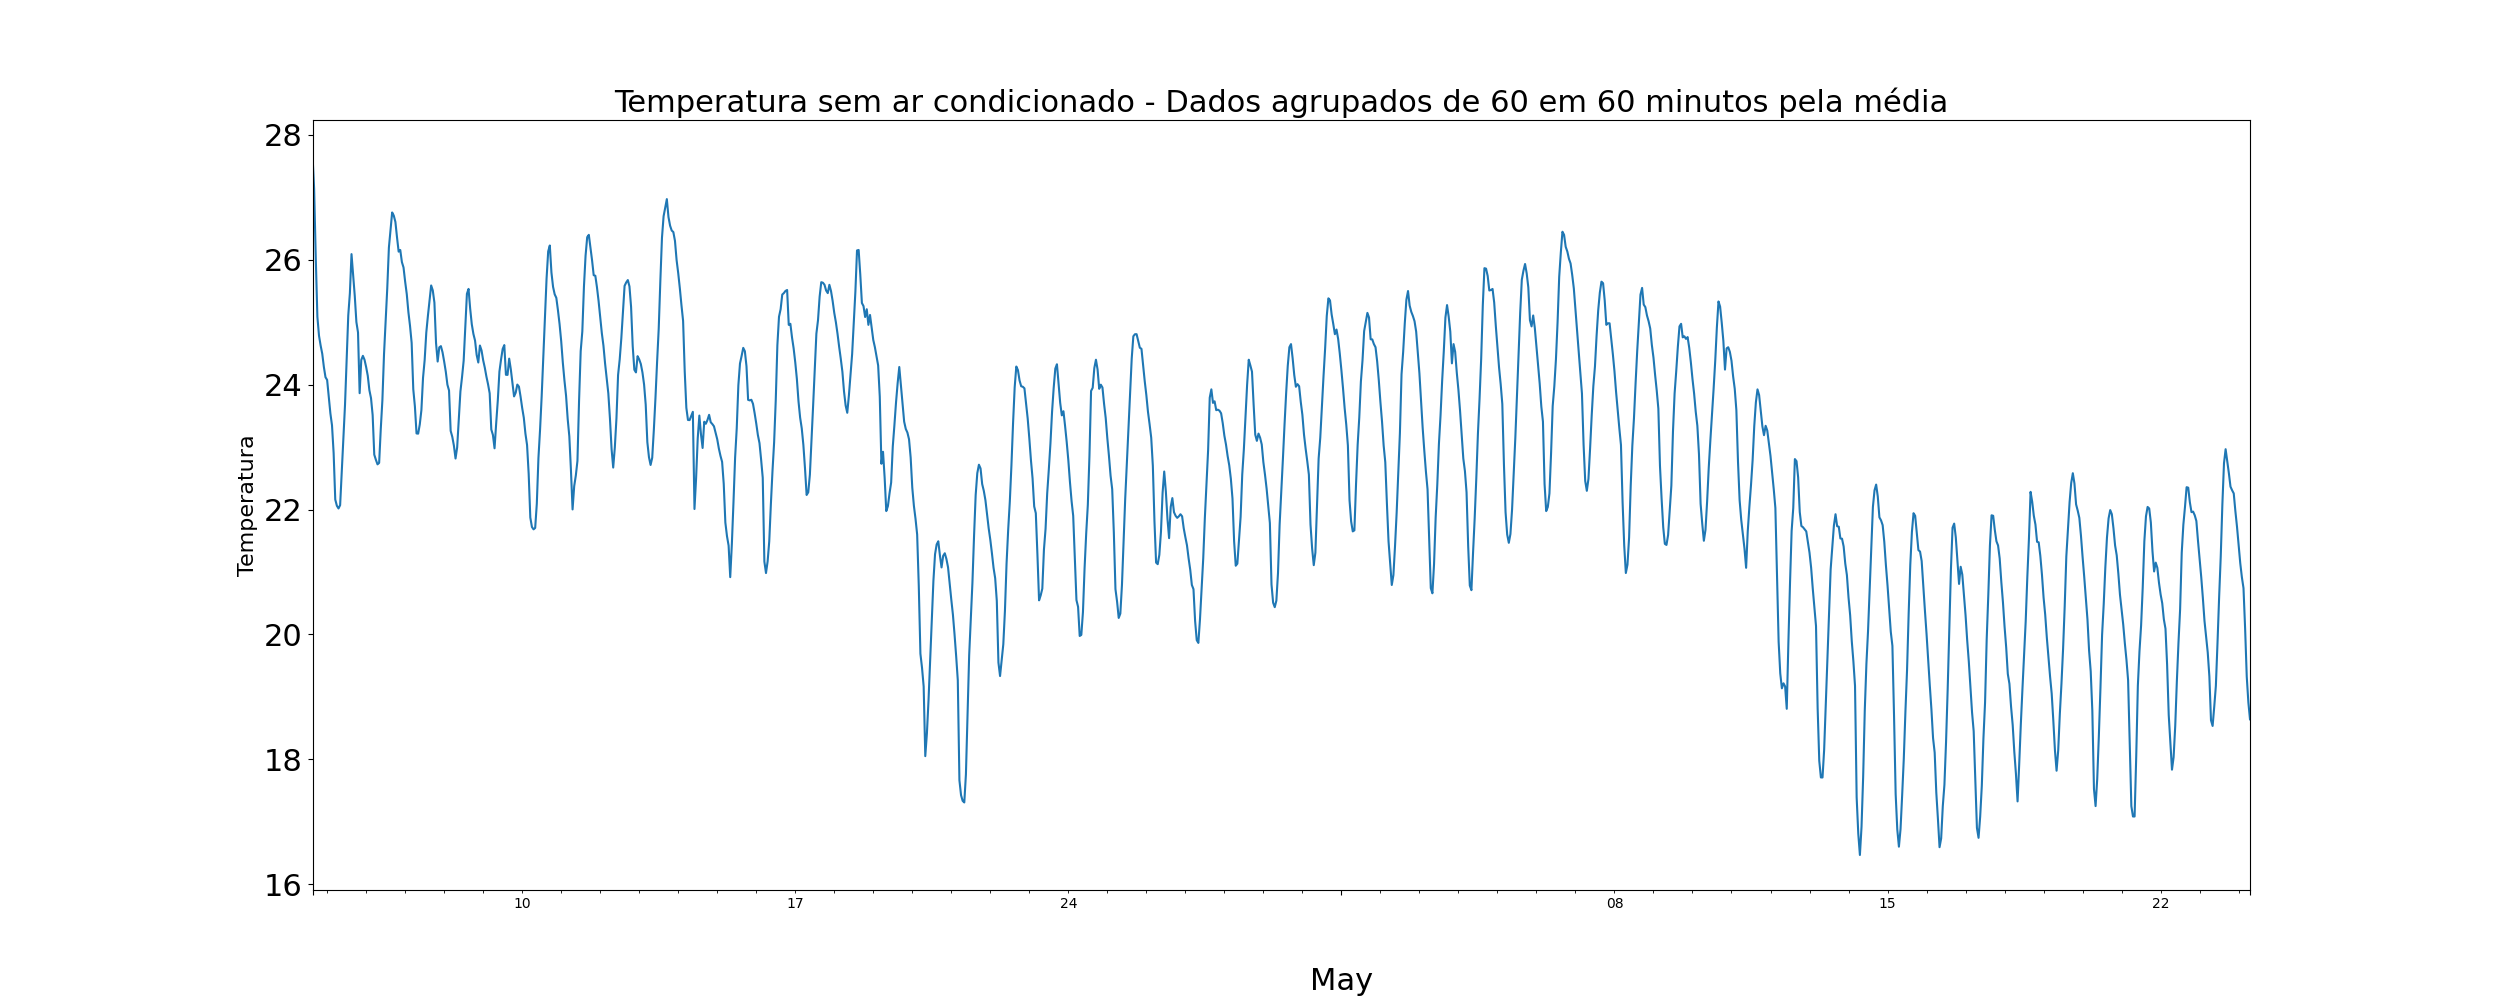 Temperatura sem ar condicionado - Dados agrupados de 60 em 60 minutos pela média
28
26
24
22
20
18
16
Temperatura
10 17 24 08 15 22
May